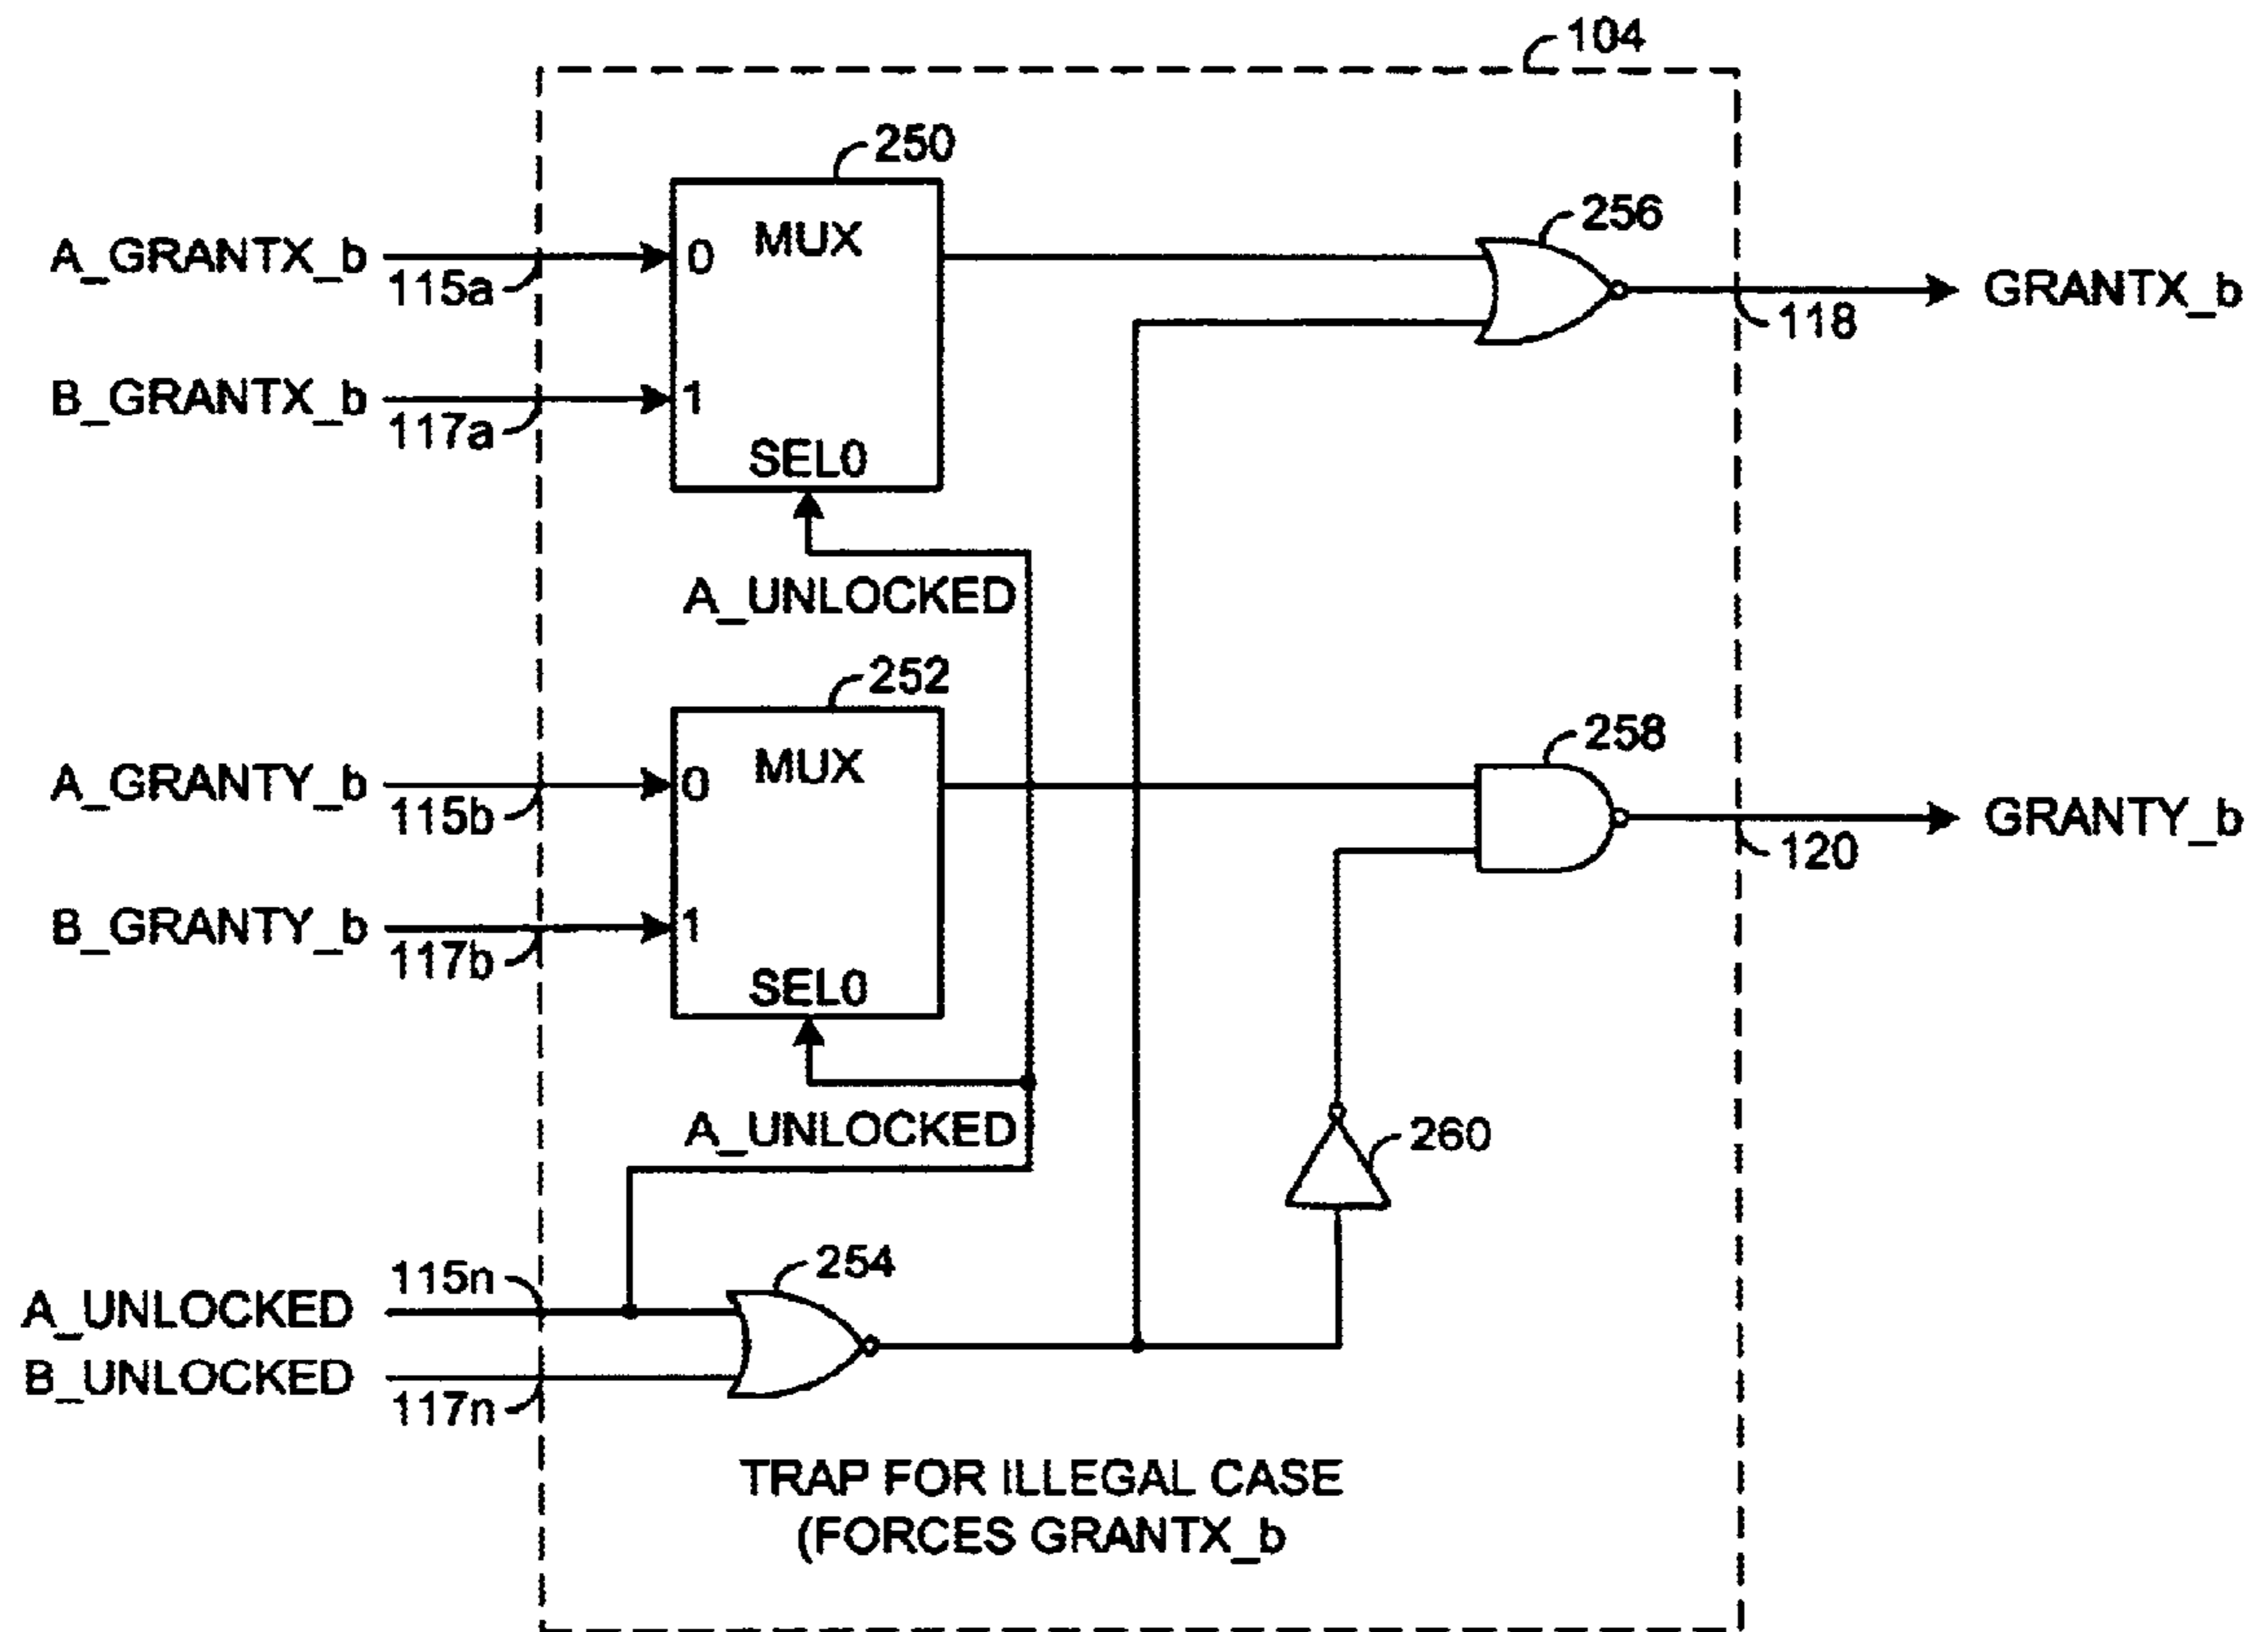 104
250
MUX
256
A_GRANTX_b
0
115a
GRANTX_b
118
B_GRANTX_b
1
117a
SEL0
A_UNLOCKED
252
MUX
258
A_GRANTY_b
0
115b
GRANTY_b
120
B_GRANTY_b
1
117b
SEL0
A_UNLOCKED
260
115n
254
A_UNLOCKED
B_UNLOCKED
117n
TRAP FOR ILLEGAL CASE
(FORCES GRANTX_b